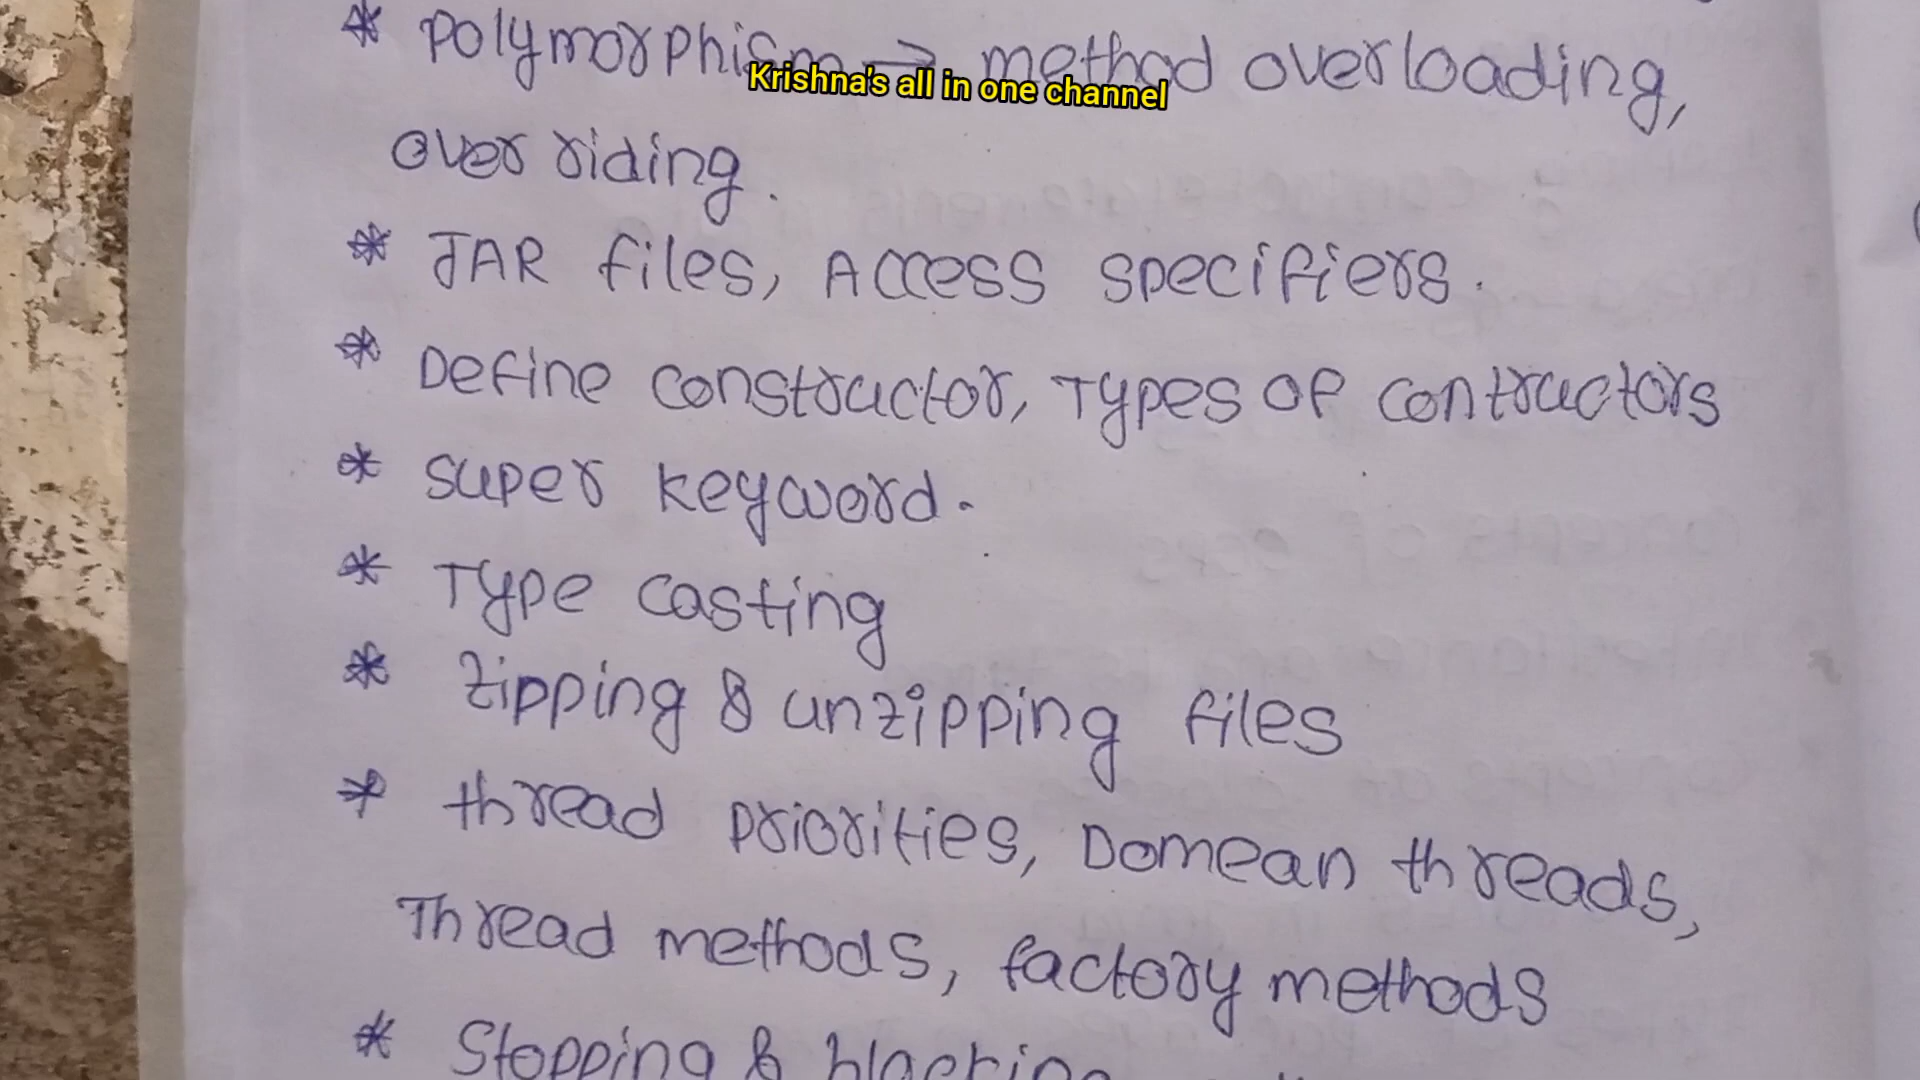 * Polymorphism → method overloading,
Krishna's all in one channel
over riding.
* JAR files, Access specifiers.
* Define constructor, Types of contructors
* super keyword.
* Type casting
* Zipping & unzipping files
* thread priorities, Domean threads,
Thread methods, factory methods
* Stopping &